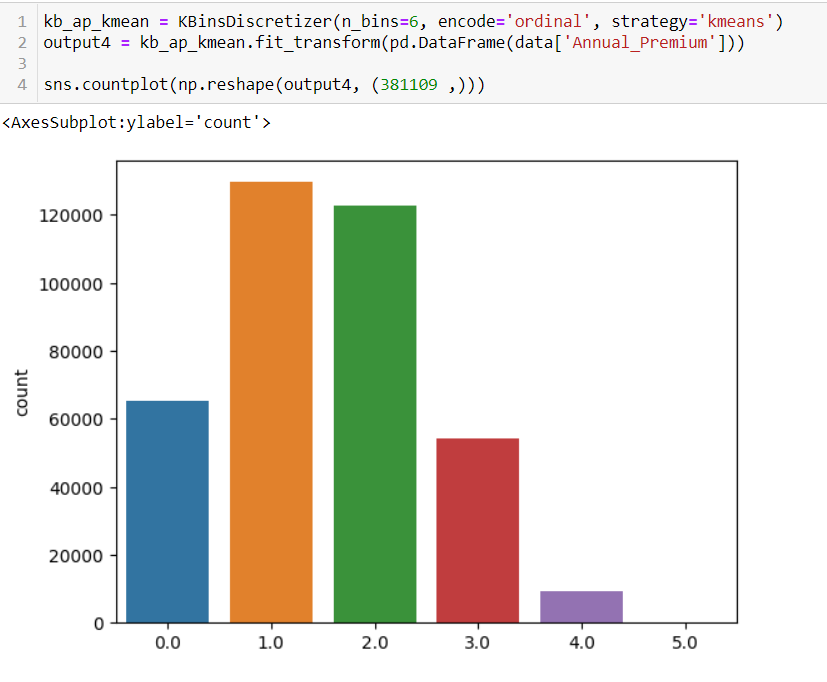 1 kb_ap_kmean = KBinsDiscretizer(n_bins=6, encode='ordinal', strategy='kmeans')
2 output4 = kb_ap_kmean.fit_transform(pd.DataFrame(data['Annual_Premium']))
3
4 sns.countplot(np.reshape(output4, (381109 ,)))
<AxesSubplot:ylabel='count'>
120000
100000
80000
60000
40000
20000
0
count
0.0 1.0 2.0 3.0 4.0 5.0